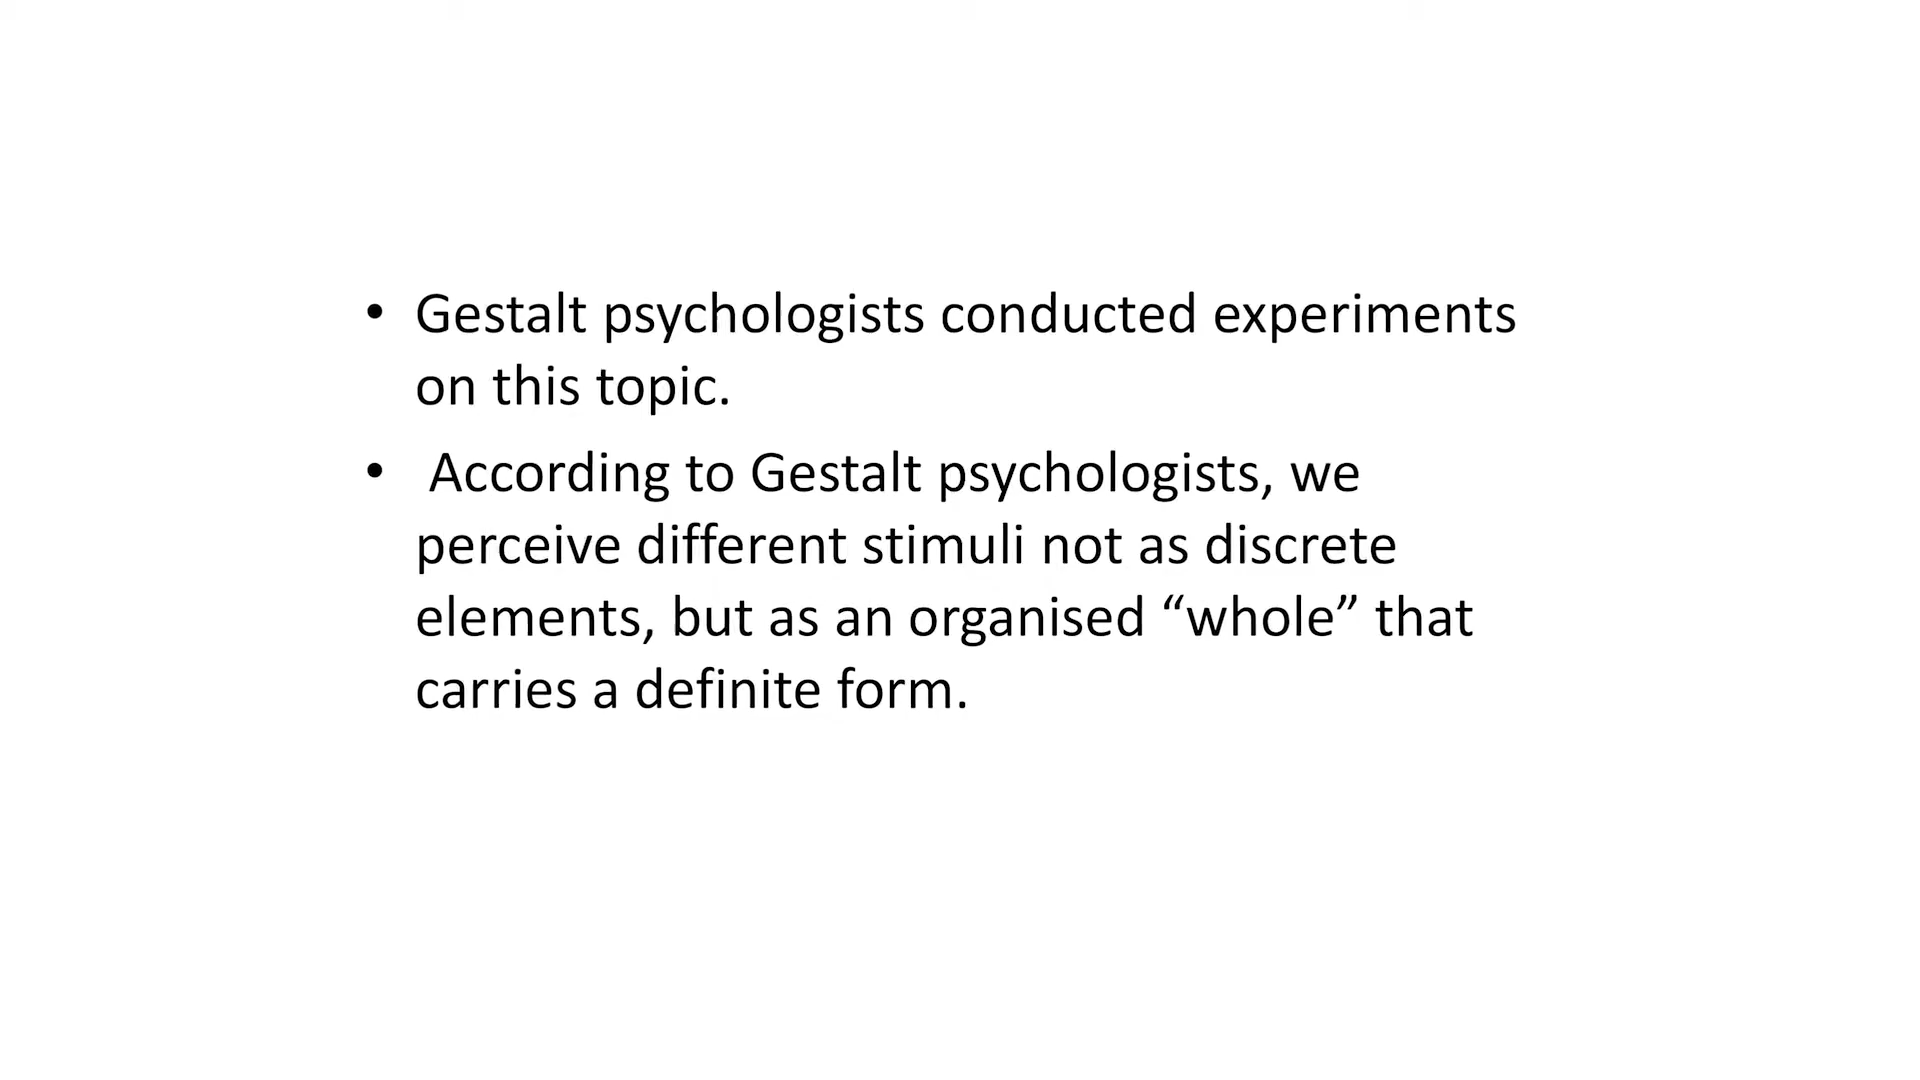 • Gestalt psychologists conducted experiments
on this topic.
• According to Gestalt psychologists, we
perceive different stimuli not as discrete
elements, but as an organised “whole” that
carries a definite form.